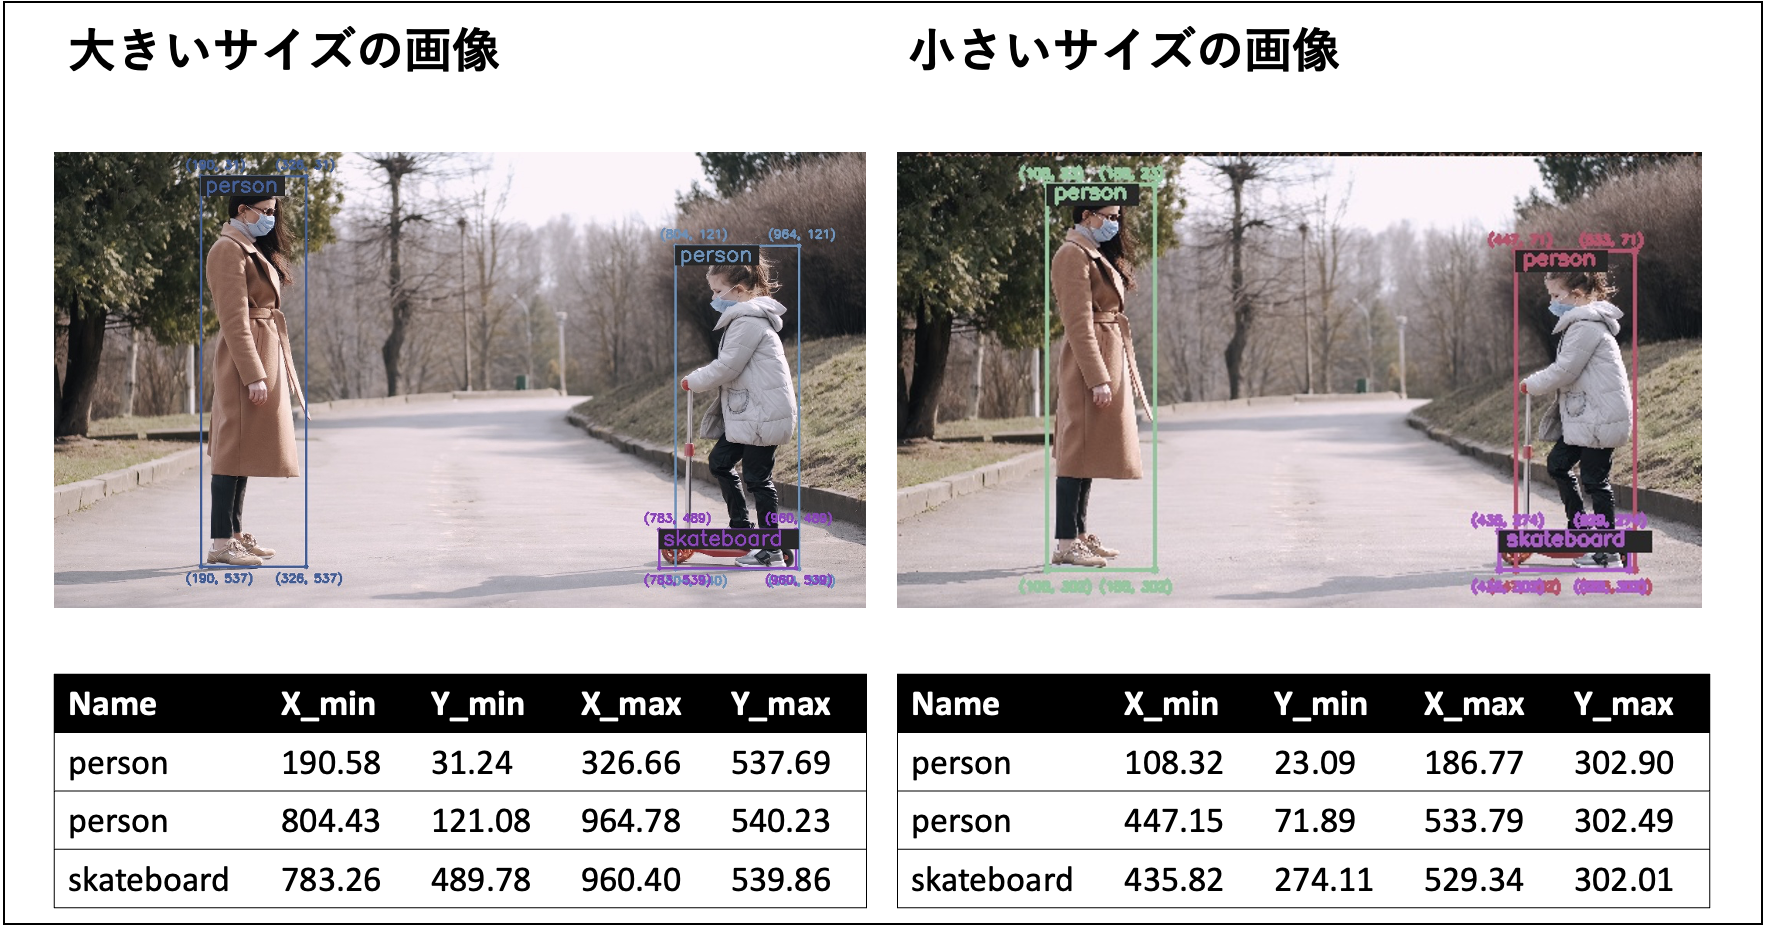 大きいサイズの画像
小さいサイズの画像
person
person
(964, 121)
(783, 489)
skateboard
(190, 537) (326, 537)
person
person
skateboard
Name X_min Y_min X_max Y_max
person 190.58 31.24 326.66 537.69
person 804.43 121.08 964.78 540.23
skateboard 783.26 489.78 960.40 539.86
Name X_min Y_min X_max Y_max
person 108.32 23.09 186.77 302.90
person 447.15 71.89 533.79 302.49
skateboard 435.82 274.11 529.34 302.01